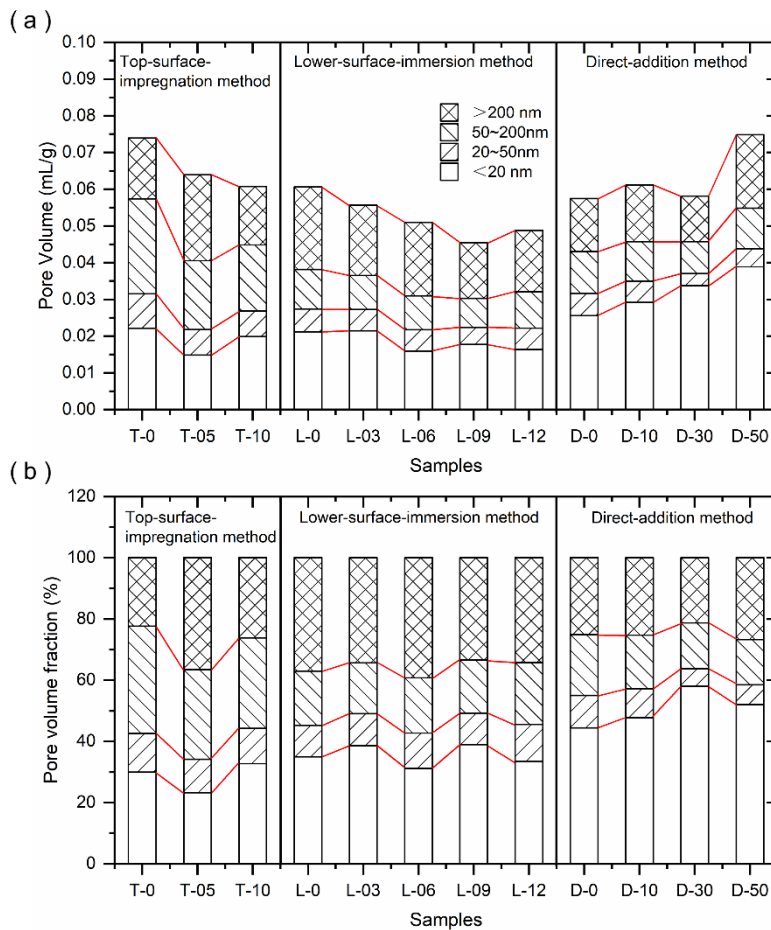 ( a )
0.10
0.09
0.08
0.07
0.06
0.05
0.04
0.03
0.02
0.01
0.00
Pore Volume (mL/g)
Top-surface-
impregnation method
Lower-surface-immersion method
Direct-addition method
>200 nm
50~200nm
20~50nm
<20 nm
T-0 T-05 T-10 L-0 L-03 L-06 L-09 L-12 D-0 D-10 D-30 D-50
Samples
( b )
120
100
80
60
40
20
0
Pore volume fraction (%)
Top-surface-
impregnation method
Lower-surface-immersion method
Direct-addition method
T-0 T-05 T-10 L-0 L-03 L-06 L-09 L-12 D-0 D-10 D-30 D-50
Samples